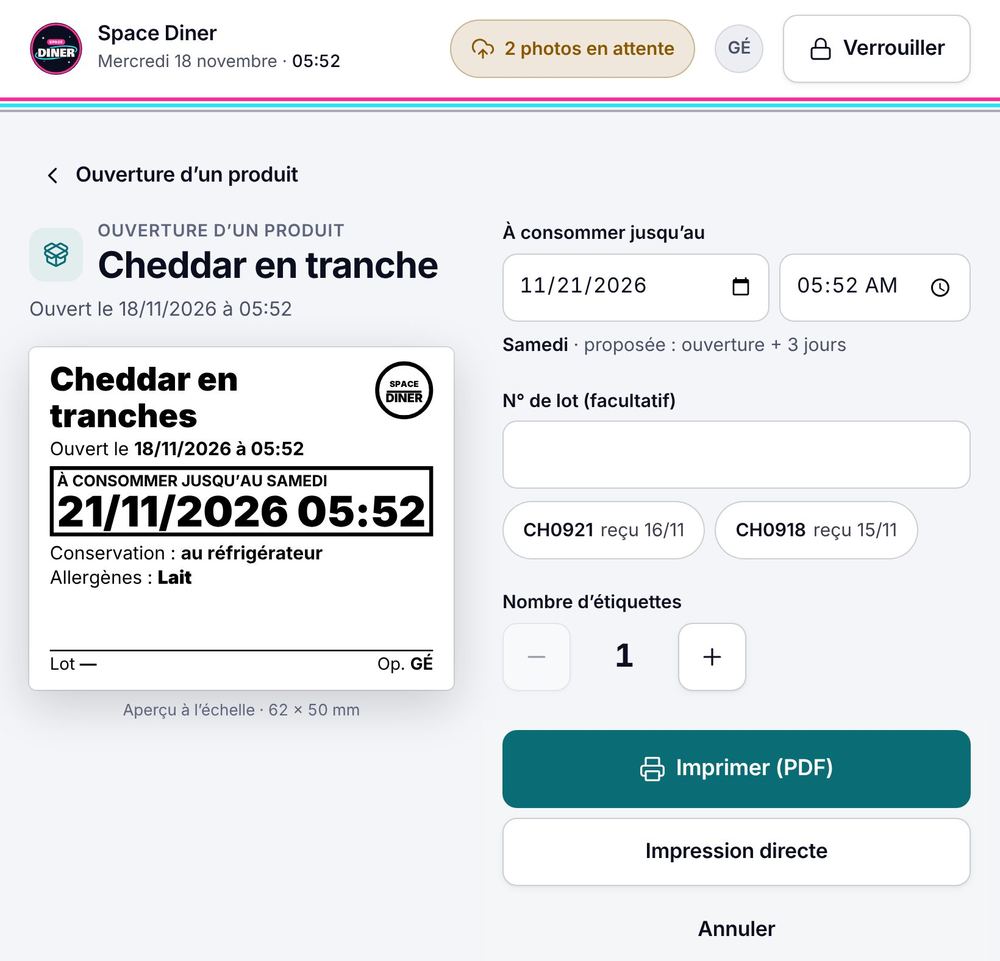 SPACE
DINER
Space Diner
Mercredi 18 novembre · 05:52
2 photos en attente
GÉ
Verrouiller
Ouverture d’un produit
OUVERTURE D’UN PRODUIT
Cheddar en tranche
Ouvert le 18/11/2026 à 05:52
Cheddar en
tranches
SPACE
DINER
Ouvert le 18/11/2026 à 05:52
À CONSOMMER JUSQU’AU SAMEDI
21/11/2026 05:52
Conservation : au réfrigérateur
Allergènes : Lait
Lot —
Op. GÉ
Aperçu à l’échelle · 62 × 50 mm
À consommer jusqu’au
11/21/2026
05:52 AM
Samedi · proposée : ouverture + 3 jours
N° de lot (facultatif)
CH0921 reçu 16/11
CH0918 reçu 15/11
Nombre d’étiquettes
− 1 +
Imprimer (PDF)
Impression directe
Annuler